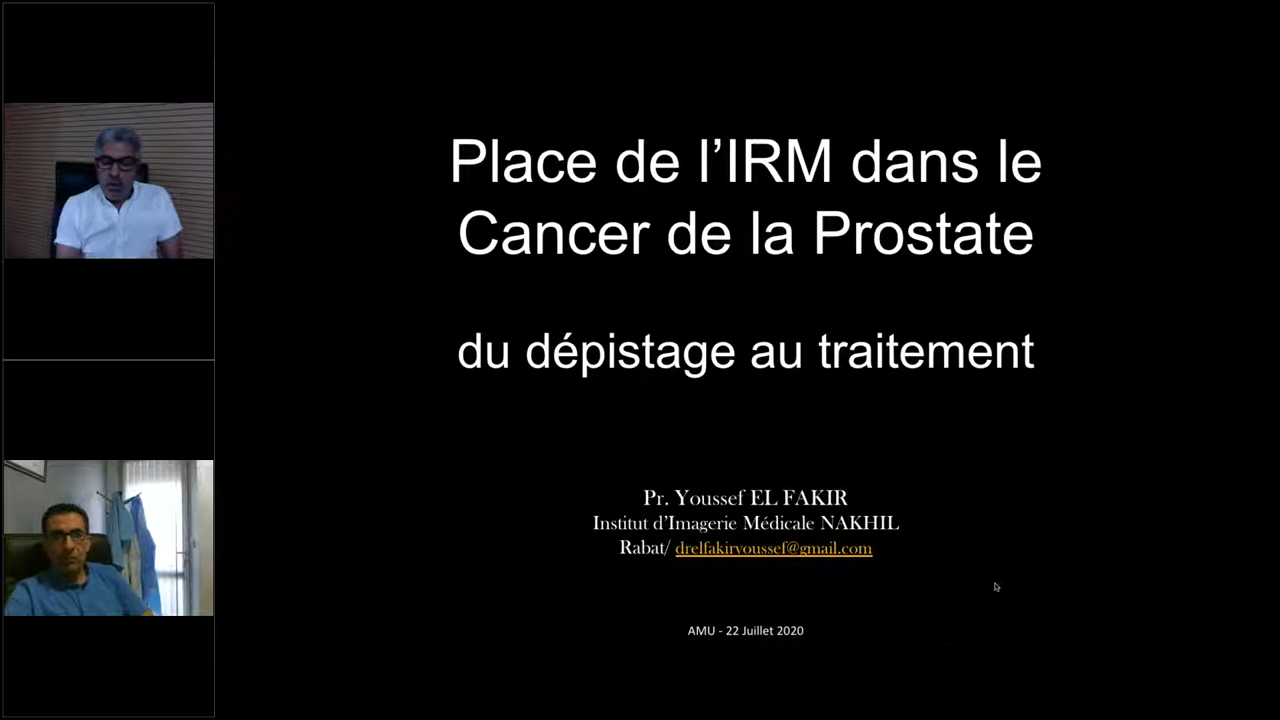 Place de l’IRM dans le
Cancer de la Prostate
du dépistage au traitement
Pr. Youssef EL FAKIR
Institut d’Imagerie Médicale NAKHIL
Rabat/ drelfakiryoussef@gmail.com
AMU - 22 Juillet 2020